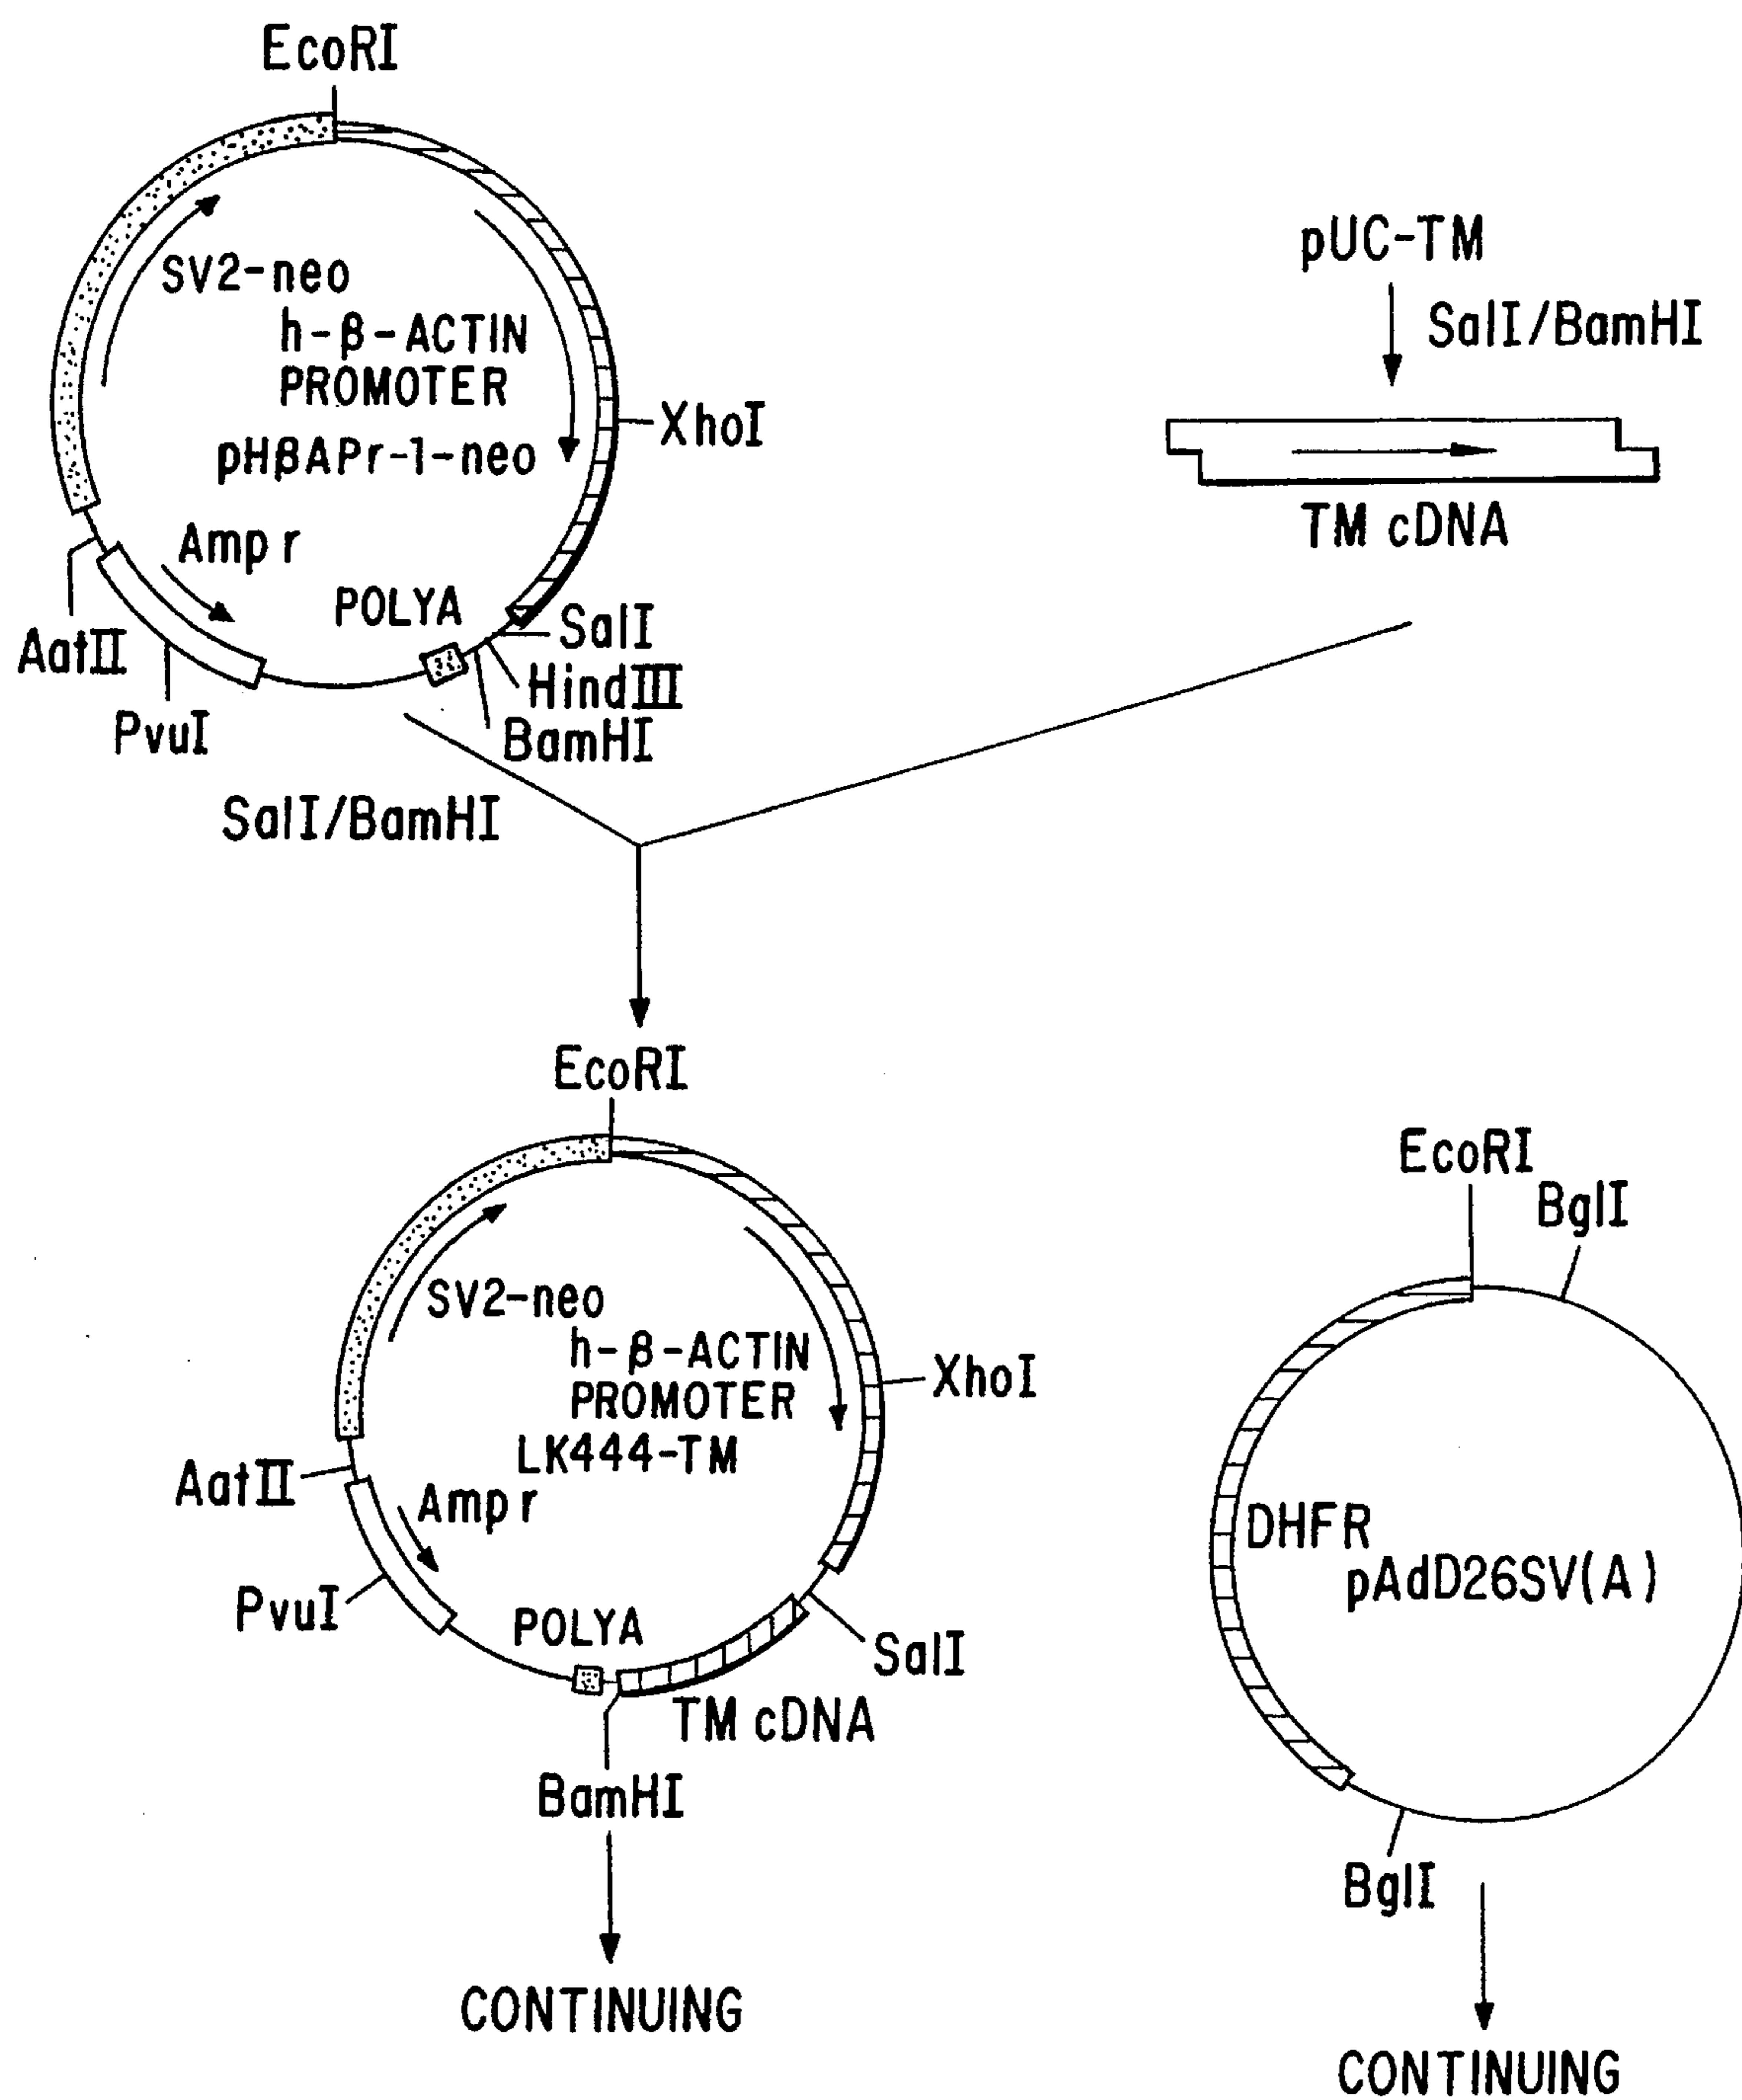 EcoRI
SV2-neo
h-β-ACTIN
PROMOTER
pHβAPr-1-neo
XhoI
Amp r
POLYA
AatII
PvuI
SalI
HindIII
BamHI
pUC-TM
SalI/BamHI
TM cDNA
SalI/BamHI
EcoRI
SV2-neo
h-β-ACTIN
PROMOTER
LK444-TM
XhoI
AatII
Amp r
PvuI
POLYA
SalI
TM cDNA
BamHI
CONTINUING
EcoRI
BglI
DHFR
pAdD26SV(A)
BglI
CONTINUING